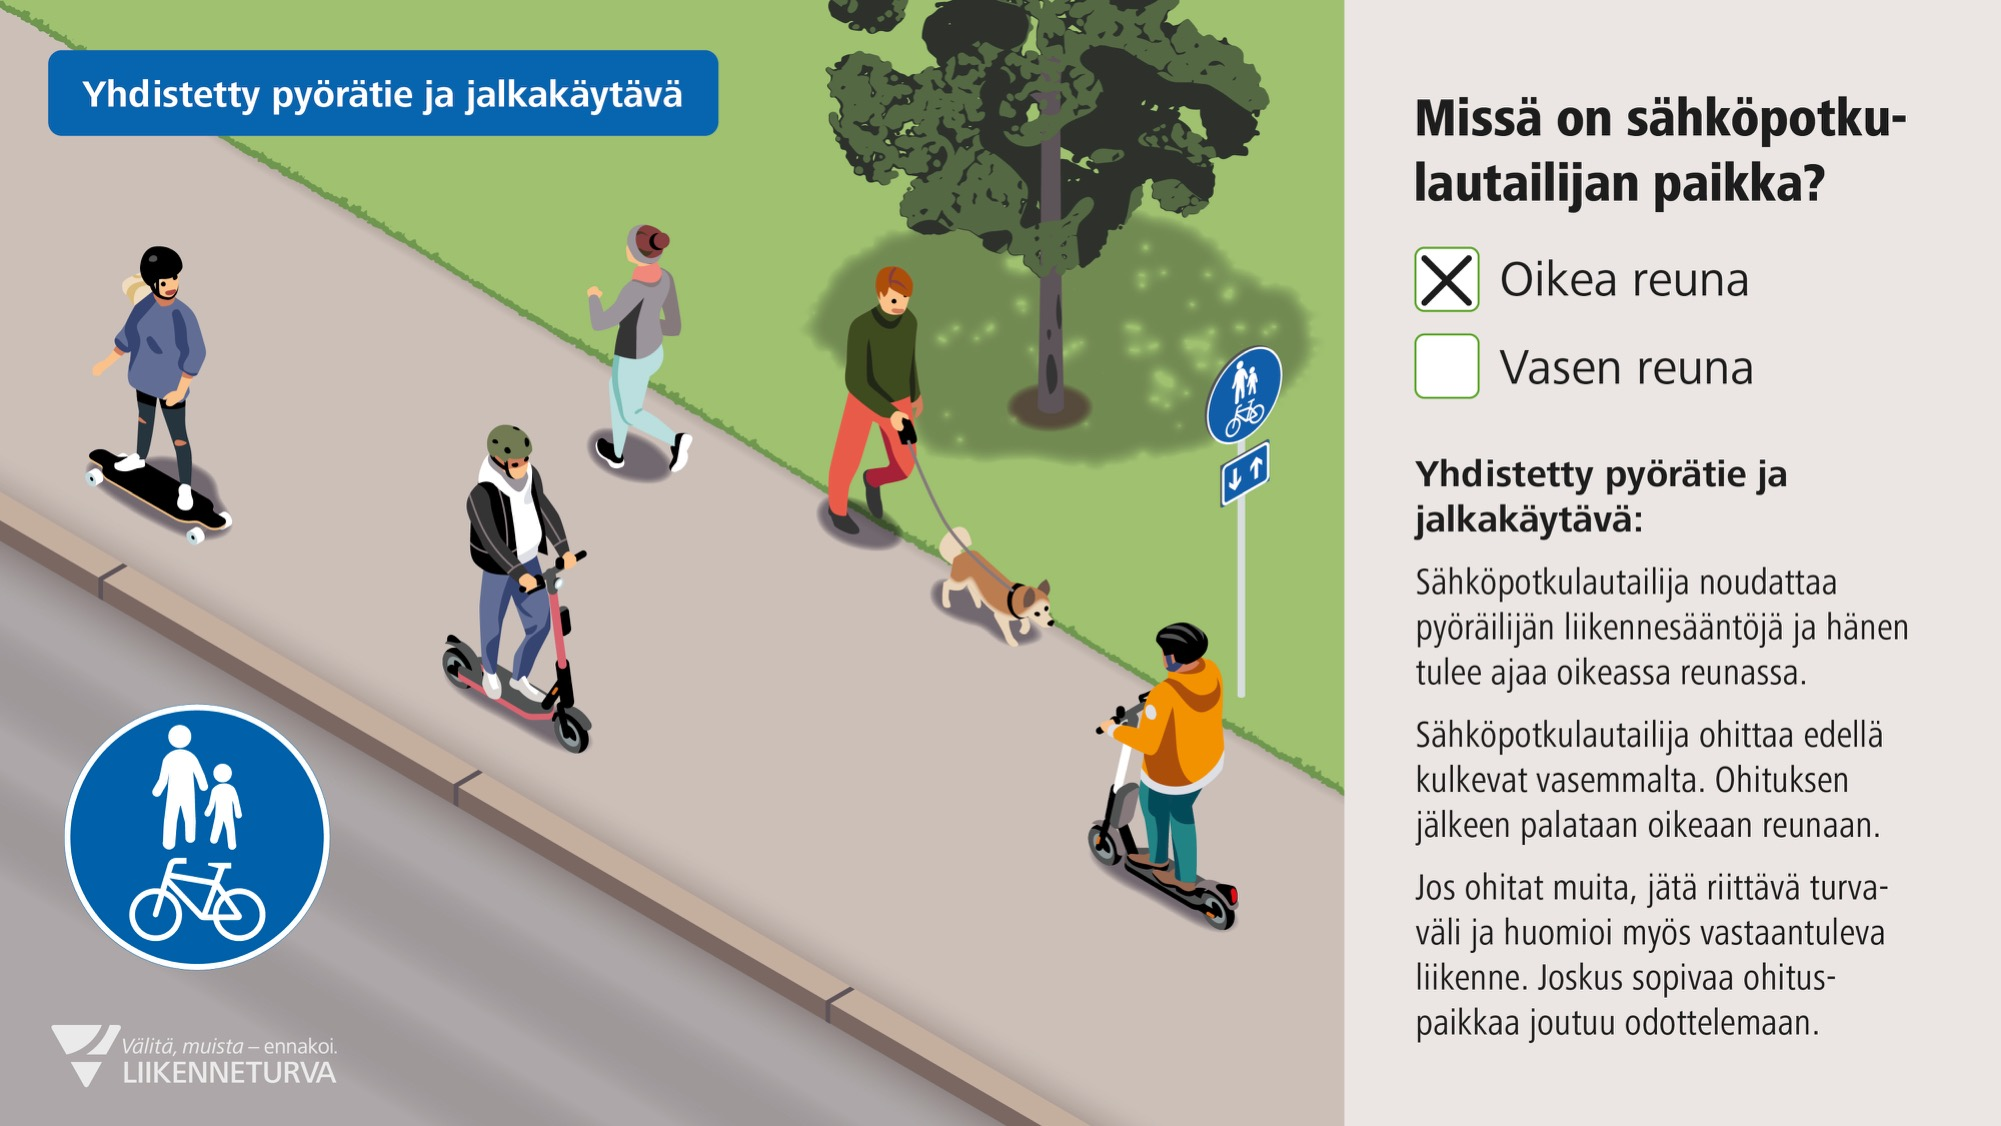 Yhdistetty pyörätie ja jalkakäytävä
Missä on sähköpotku-
lautailijan paikka?
Oikea reuna
Vasen reuna
Yhdistetty pyörätie ja
jalkakäytävä:
Sähköpotkulautailija noudattaa
pyöräilijän liikennesääntöjä ja hänen
tulee ajaa oikeassa reunassa.
Sähköpotkulautailija ohittaa edellä
kulkevat vasemmalta. Ohituksen
jälkeen palataan oikeaan reunaan.
Jos ohitat muita, jätä riittävä turva-
väli ja huomioi myös vastaantuleva
liikenne. Joskus sopivaa ohitus-
paikkaa joutuu odottelemaan.
Välitä, muista – ennakoi.
LIIKENNETURVA